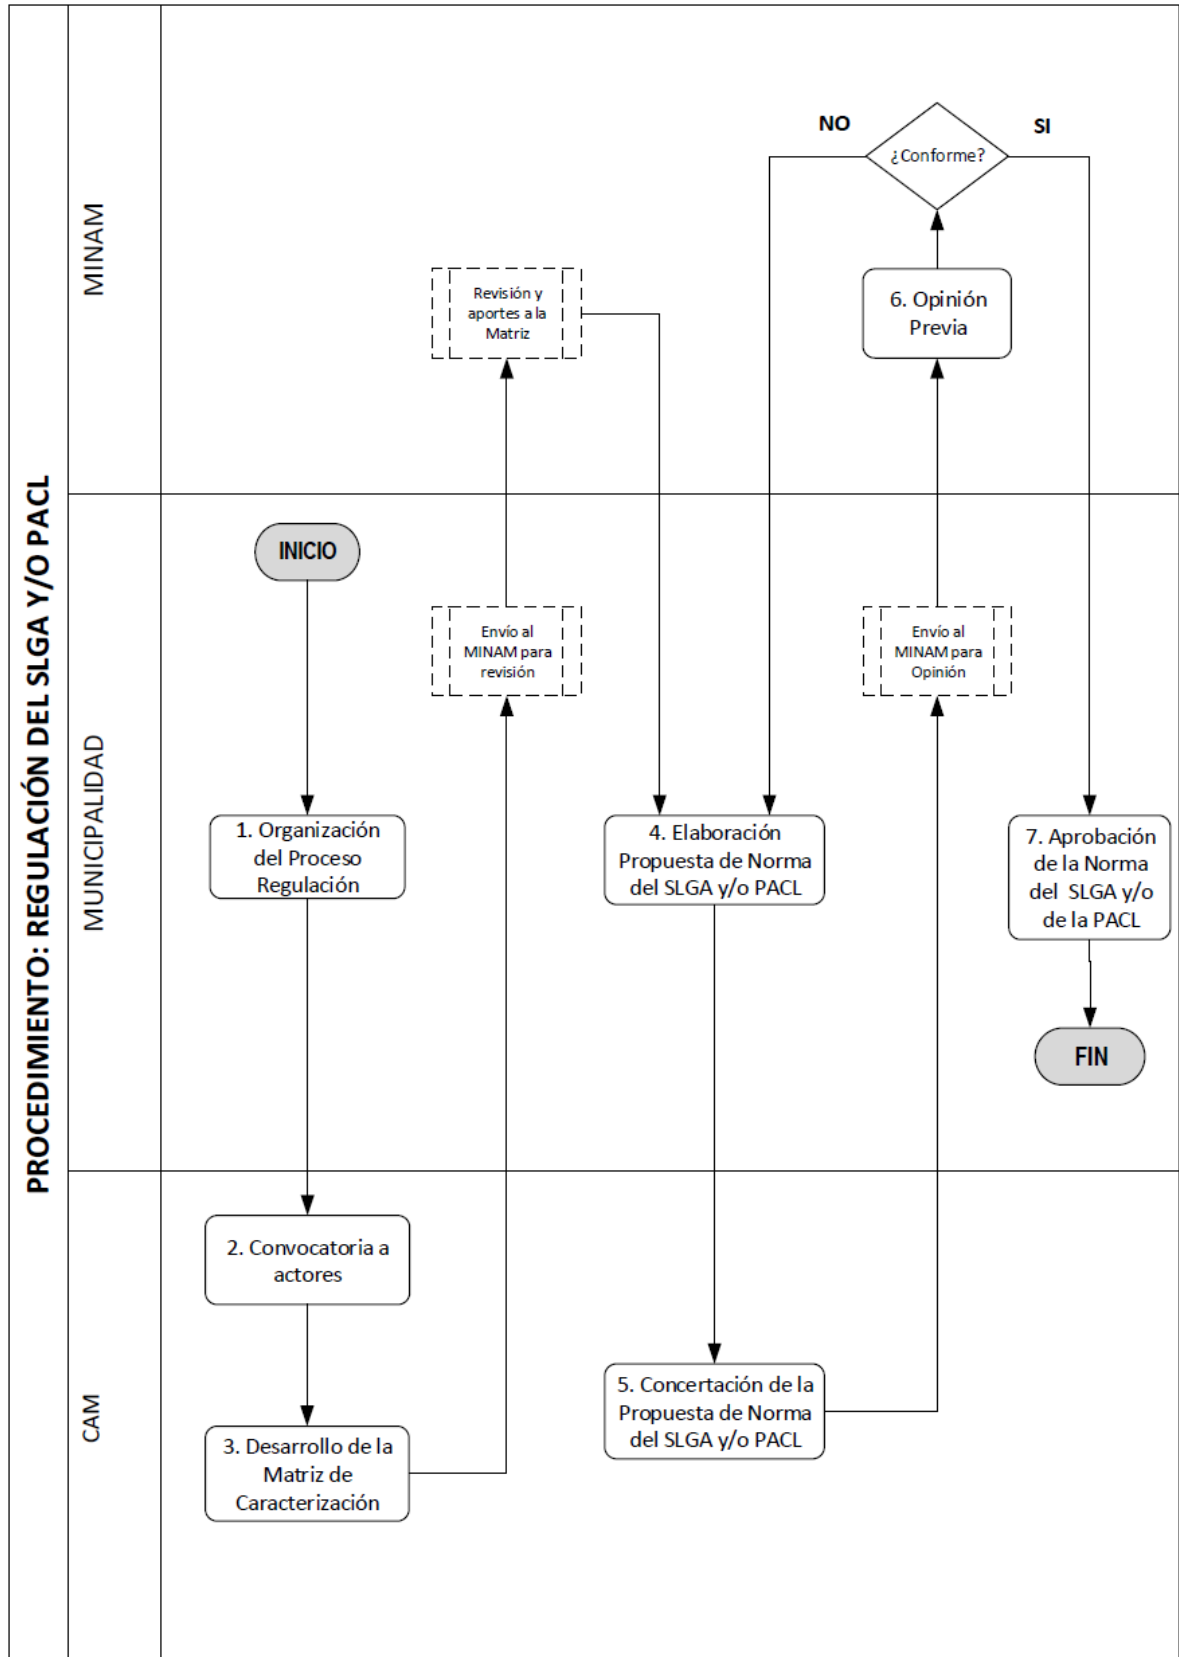 PROCEDIMIENTO: REGULACIÓN DEL SLGA Y/O PACL
MINAM
NO
SI
¿Conforme?
Revisión y
aportes a la
Matriz
6. Opinión
Previa
MUNICIPALIDAD
INICIO
Envío al
MINAM para
revisión
Envío al
MINAM para
Opinión
1. Organización
del Proceso
Regulación
4. Elaboración
Propuesta de Norma
del SLGA y/o PACL
7. Aprobación
de la Norma
del SLGA y/o
de la PACL
FIN
CAM
2. Convocatoria a
actores
3. Desarrollo de la
Matriz de
Caracterización
5. Concertación de la
Propuesta de Norma
del SLGA y/o PACL